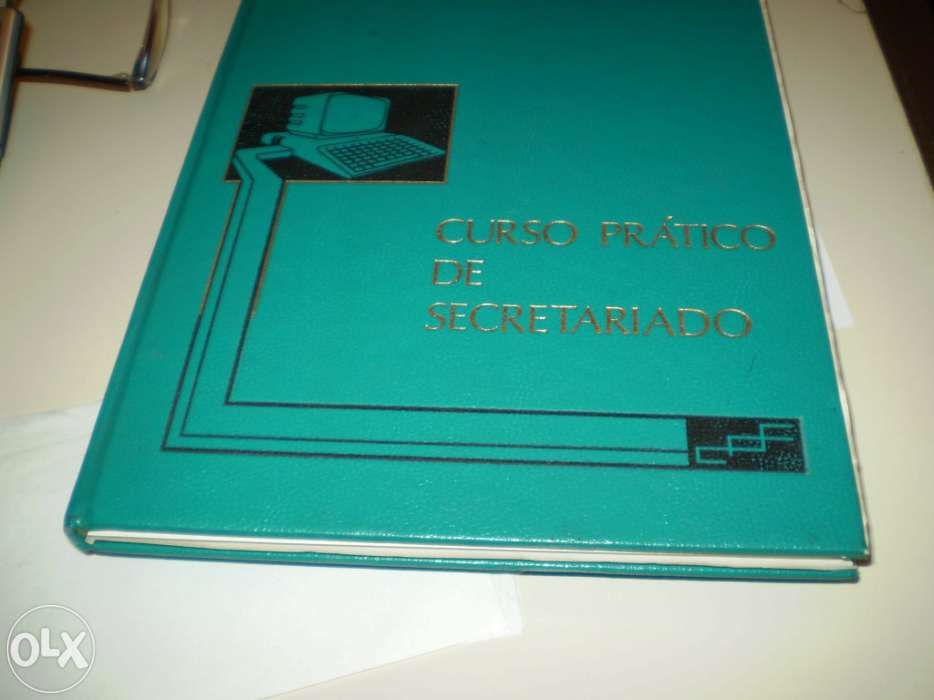 CURSO PRÁTICO
DE
SECRETARIADO
OLX